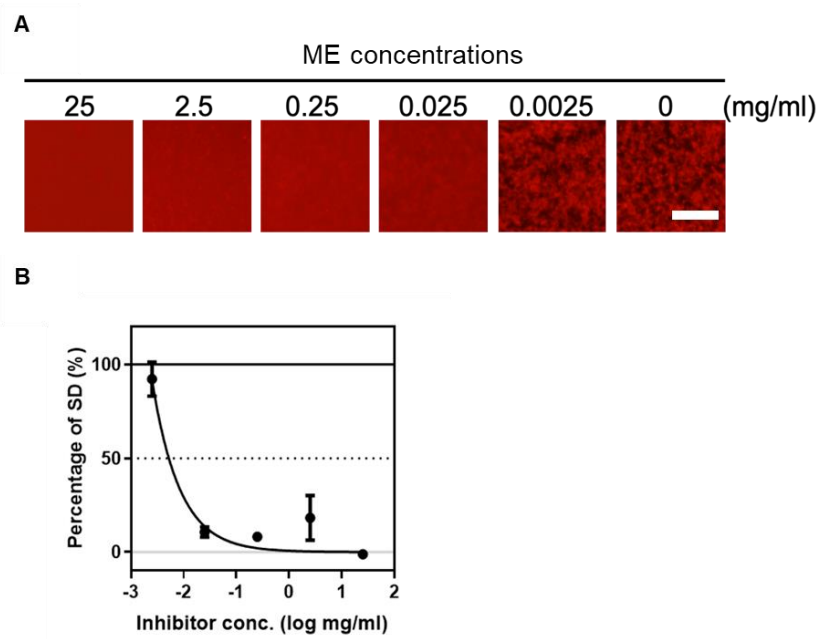 A
ME concentrations
25 2.5 0.25 0.025 0.0025 0 (mg/ml)
B
Percentage of SD (%)
100
50
0
-3 -2 -1 0 1 2
Inhibitor conc. (log mg/ml)